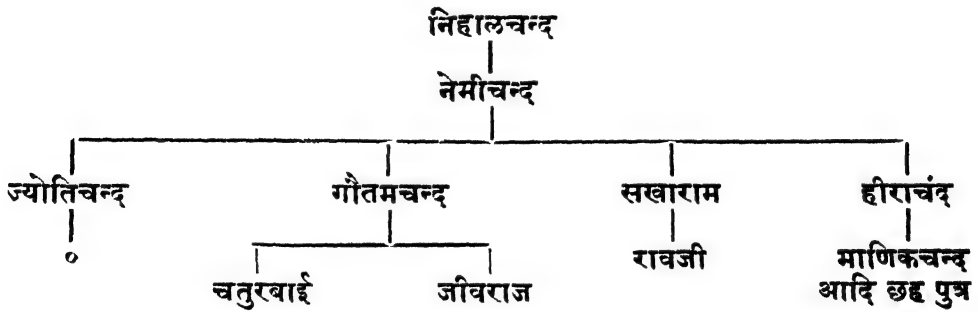 निहालचन्द
नेमीचन्द
ज्योतिचन्द गौतमचन्द सखाराम हीराचंद
० रावजी माणिकचन्द
चतुरबाई जीवराज आदि छह पुत्र